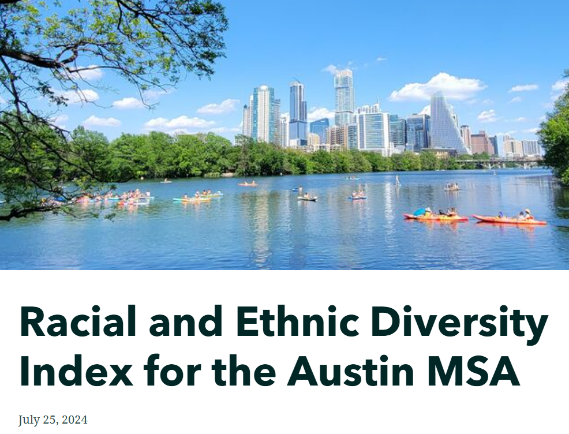 Racial and Ethnic Diversity
Index for the Austin MSA
July 25, 2024